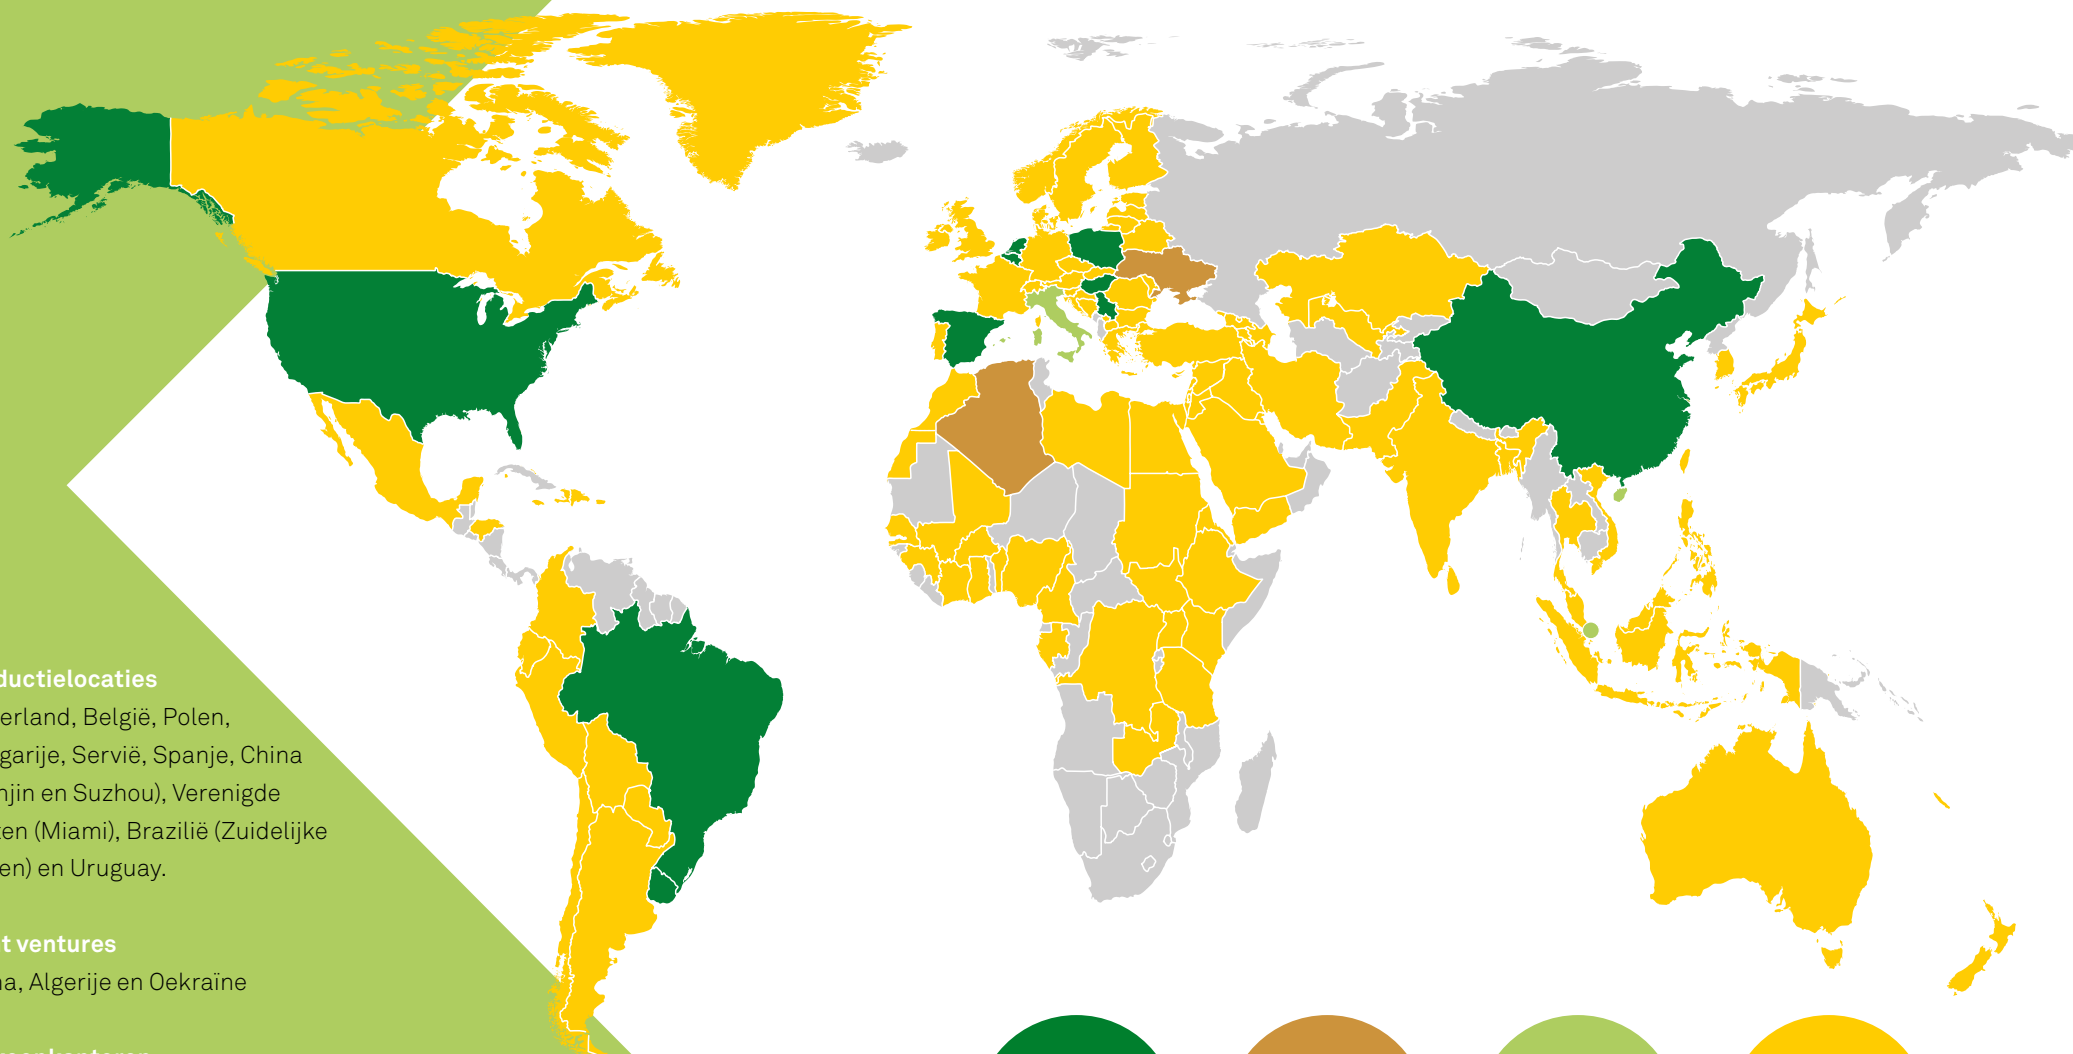 ductielocaties
erland, België, Polen,
garije, Servië, Spanje, China
njin en Suzhou), Verenigde
ten (Miami), Brazilië (Zuidelijke
en) en Uruguay.
t ventures
na, Algerije en Oekraïne